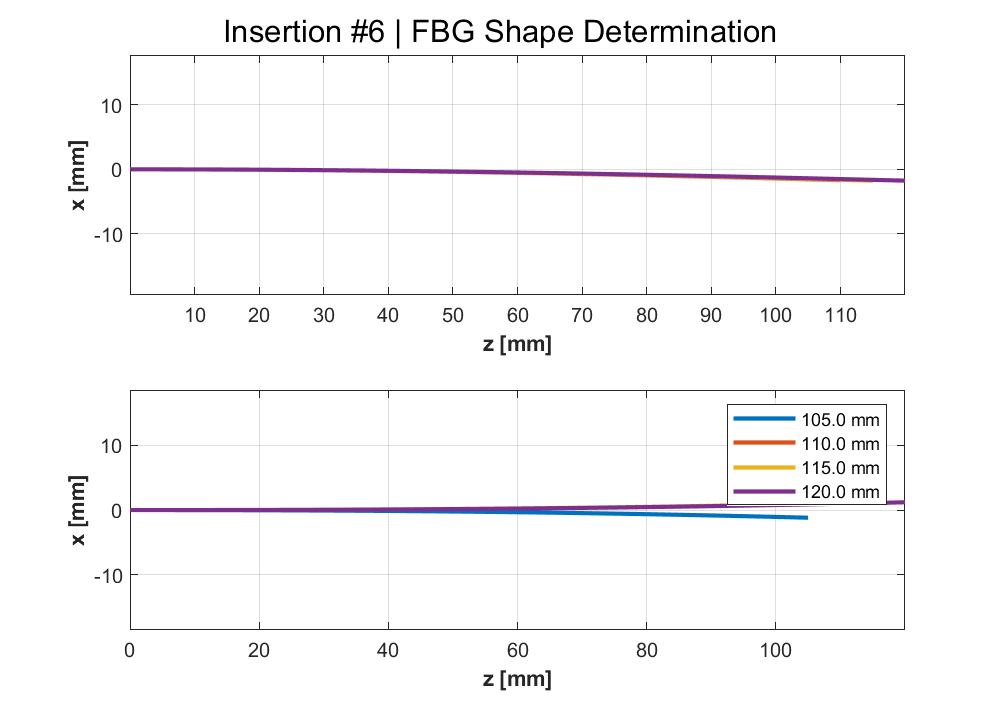 Insertion #6 | FBG Shape Determination
x [mm]
10
0
-10
10 20 30 40 50 60 70 80 90 100 110
z [mm]
x [mm]
10
0
-10
105.0 mm
110.0 mm
115.0 mm
120.0 mm
0 20 40 60 80 100
z [mm]